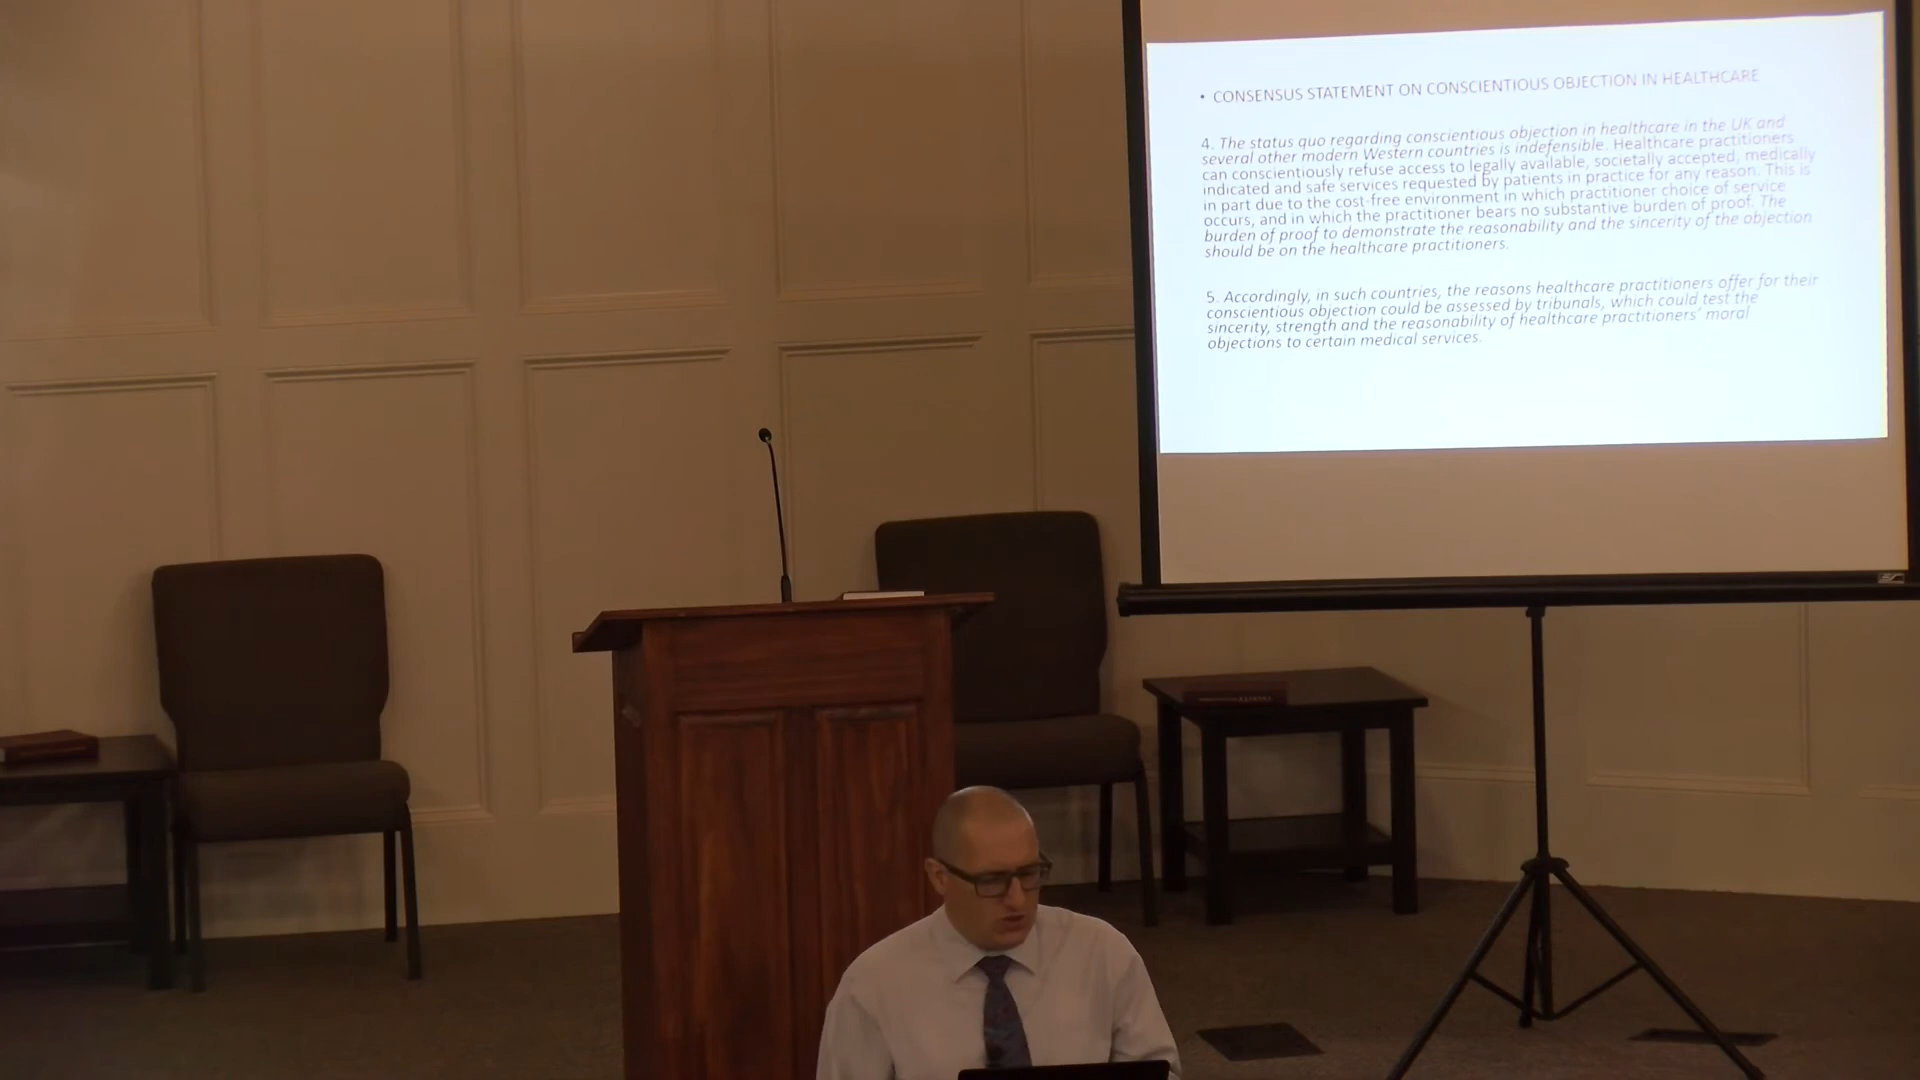 • CONSENSUS STATEMENT ON CONSCIENTIOUS OBJECTION IN HEALTHCARE
4. The status quo regarding conscientious objection in healthcare in the UK and
several other modern Western countries is indefensible. Healthcare practitioners
can conscientiously refuse access to legally available, societally accepted, medically
indicated and safe services requested by patients in practice for any reason. This is
in part due to the cost-free environment in which practitioner choice of service
occurs, and in which the practitioner bears no substantive burden of proof. The
burden of proof to demonstrate the reasonability and the sincerity of the objection
should be on the healthcare practitioners.
5. Accordingly, in such countries, the reasons healthcare practitioners offer for their
conscientious objection could be assessed by tribunals, which could test the
sincerity, strength and the reasonability of healthcare practitioners’ moral
objections to certain medical services.